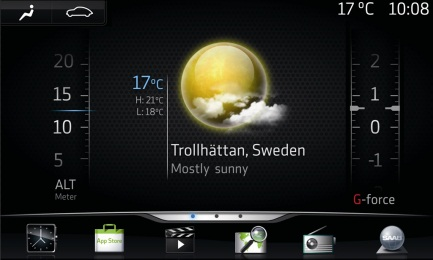 17 °C 10:08
20
15
10
5
ALT
Meter
17°C
H: 21°C
L: 18°C
Trollhättan, Sweden
Mostly sunny
2
1
0
-1
G-force
App Store
SAAB